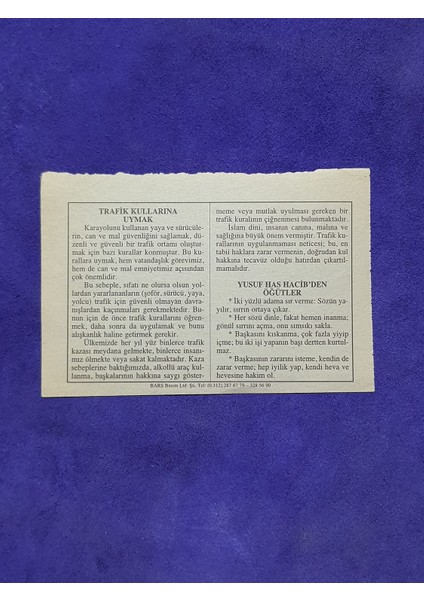 TRAFİK KULLARINA
UYMAK
Karayolunu kullanan yaya ve sürücüle-
rin, can ve mal güvenliğini sağlamak, dü-
zenli ve güvenli bir trafik ortamı oluştur-
mak için bazı kurallar konmuştur. Bu ku-
rallara uymak, hem vatandaşlık görevimiz,
hem de can ve mal emniyetimiz açısından
çok önemlidir.
Bu sebeple, sıfatı ne olursa olsun yol-
lardan yararlananların (şoför, sürücü, yaya,
yolcu) trafik için güvenli olmayan davra-
nışlardan kaçınmaları gerekmektedir. Bu-
nun için de önce trafik kurallarını öğren-
mek, daha sonra da uygulamak ve bunu
alışkanlık haline getirmek gerekir.
Ülkemizde her yıl yüz binlerce trafik
kazası meydana gelmekte, binlerce insanı-
mız ölmekte veya sakat kalmaktadır. Kaza
sebeplerine baktığımızda, alkollü araç kul-
lanma, başkalarının hakkına saygı göster-
meme veya mutlak uyulması gereken bir
trafik kuralının çiğnenmesi bulunmaktadır.
İslam dini, insanın canına, malına ve
sağlığına büyük önem vermiştir. Trafik ku-
rallarının uygulanmaması neticesi; bu, en
tabii haklara zarar vermenin, doğrudan kul
hakkına tecavüz olduğu hatırdan çıkartıl-
mamalıdır.
YUSUF HAS HACİB'DEN
ÖĞÜTLER
* İki yüzlü adama sır verme: Sözün ya-
yılır, sırrın ortaya çıkar.
* Her sözü dinle, fakat hemen inanma;
gönül sırrını açma, onu sımsıkı sakla.
* Başkasını kıskanma, çok fazla yiyip
içme; bu iki işi yapanın başı dertten kurtul-
maz.
* Başkasının zararını isteme, kendin de
zarar verme; hep iyilik yap, kendi heva ve
hevesine hakim ol.
BARS Basım Ltd. Şti. Tel: (0.312) 287 67 79 - 328 56 90